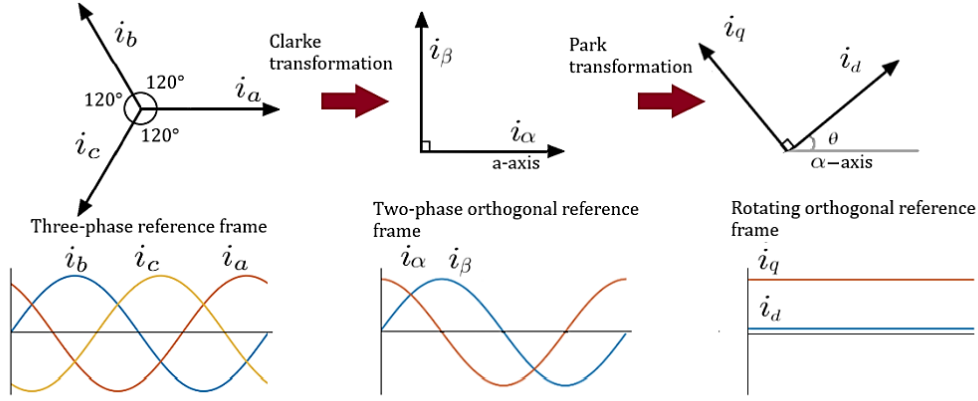 i_b
120°
120°
i_a
120°
i_c
Clarke
transformation
i_β
i_α
a-axis
Park
transformation
i_q
i_d
θ
α−axis
Three-phase reference frame
i_b
i_c
i_a
Two-phase orthogonal reference
frame
i_α
i_β
Rotating orthogonal reference
frame
i_q
i_d